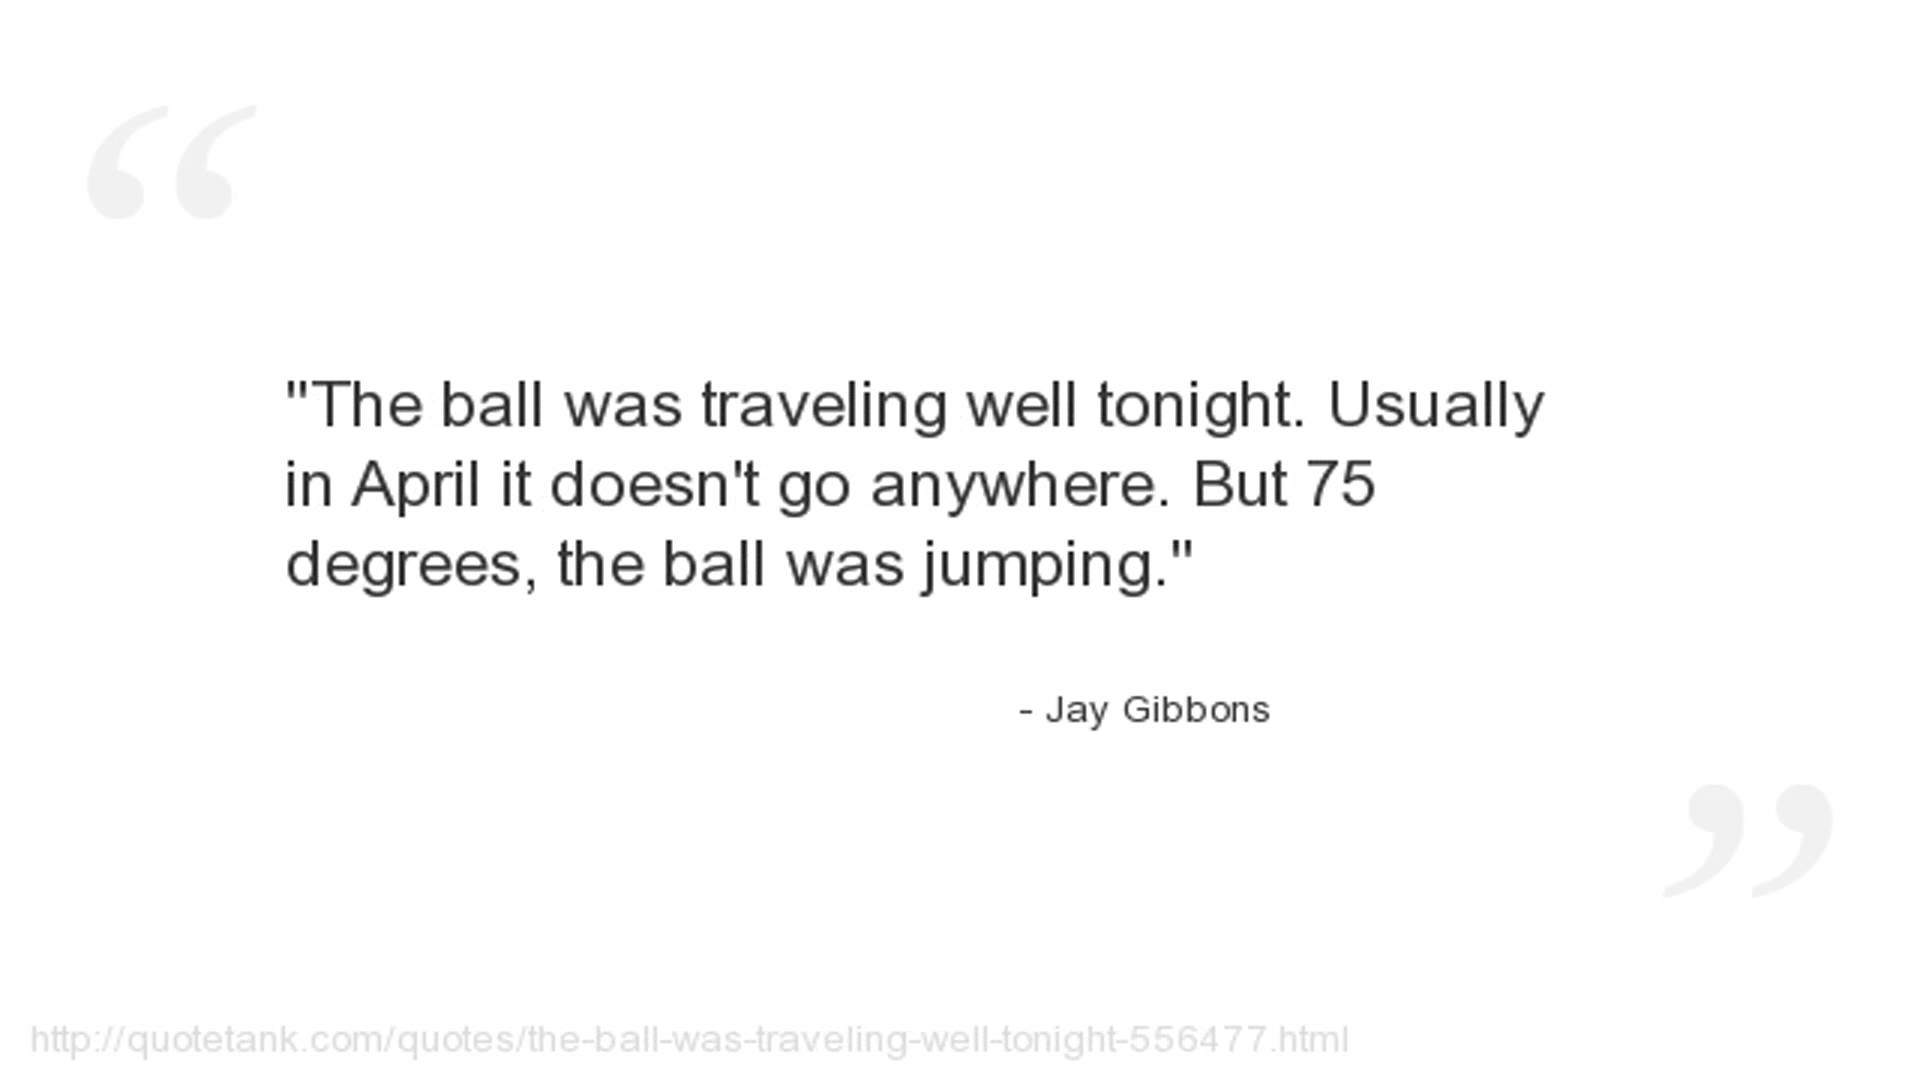 "The ball was traveling well tonight. Usually
in April it doesn't go anywhere. But 75
degrees, the ball was jumping."
- Jay Gibbons
http://quotetank.com/quotes/the-ball-was-traveling-well-tonight-556477.html